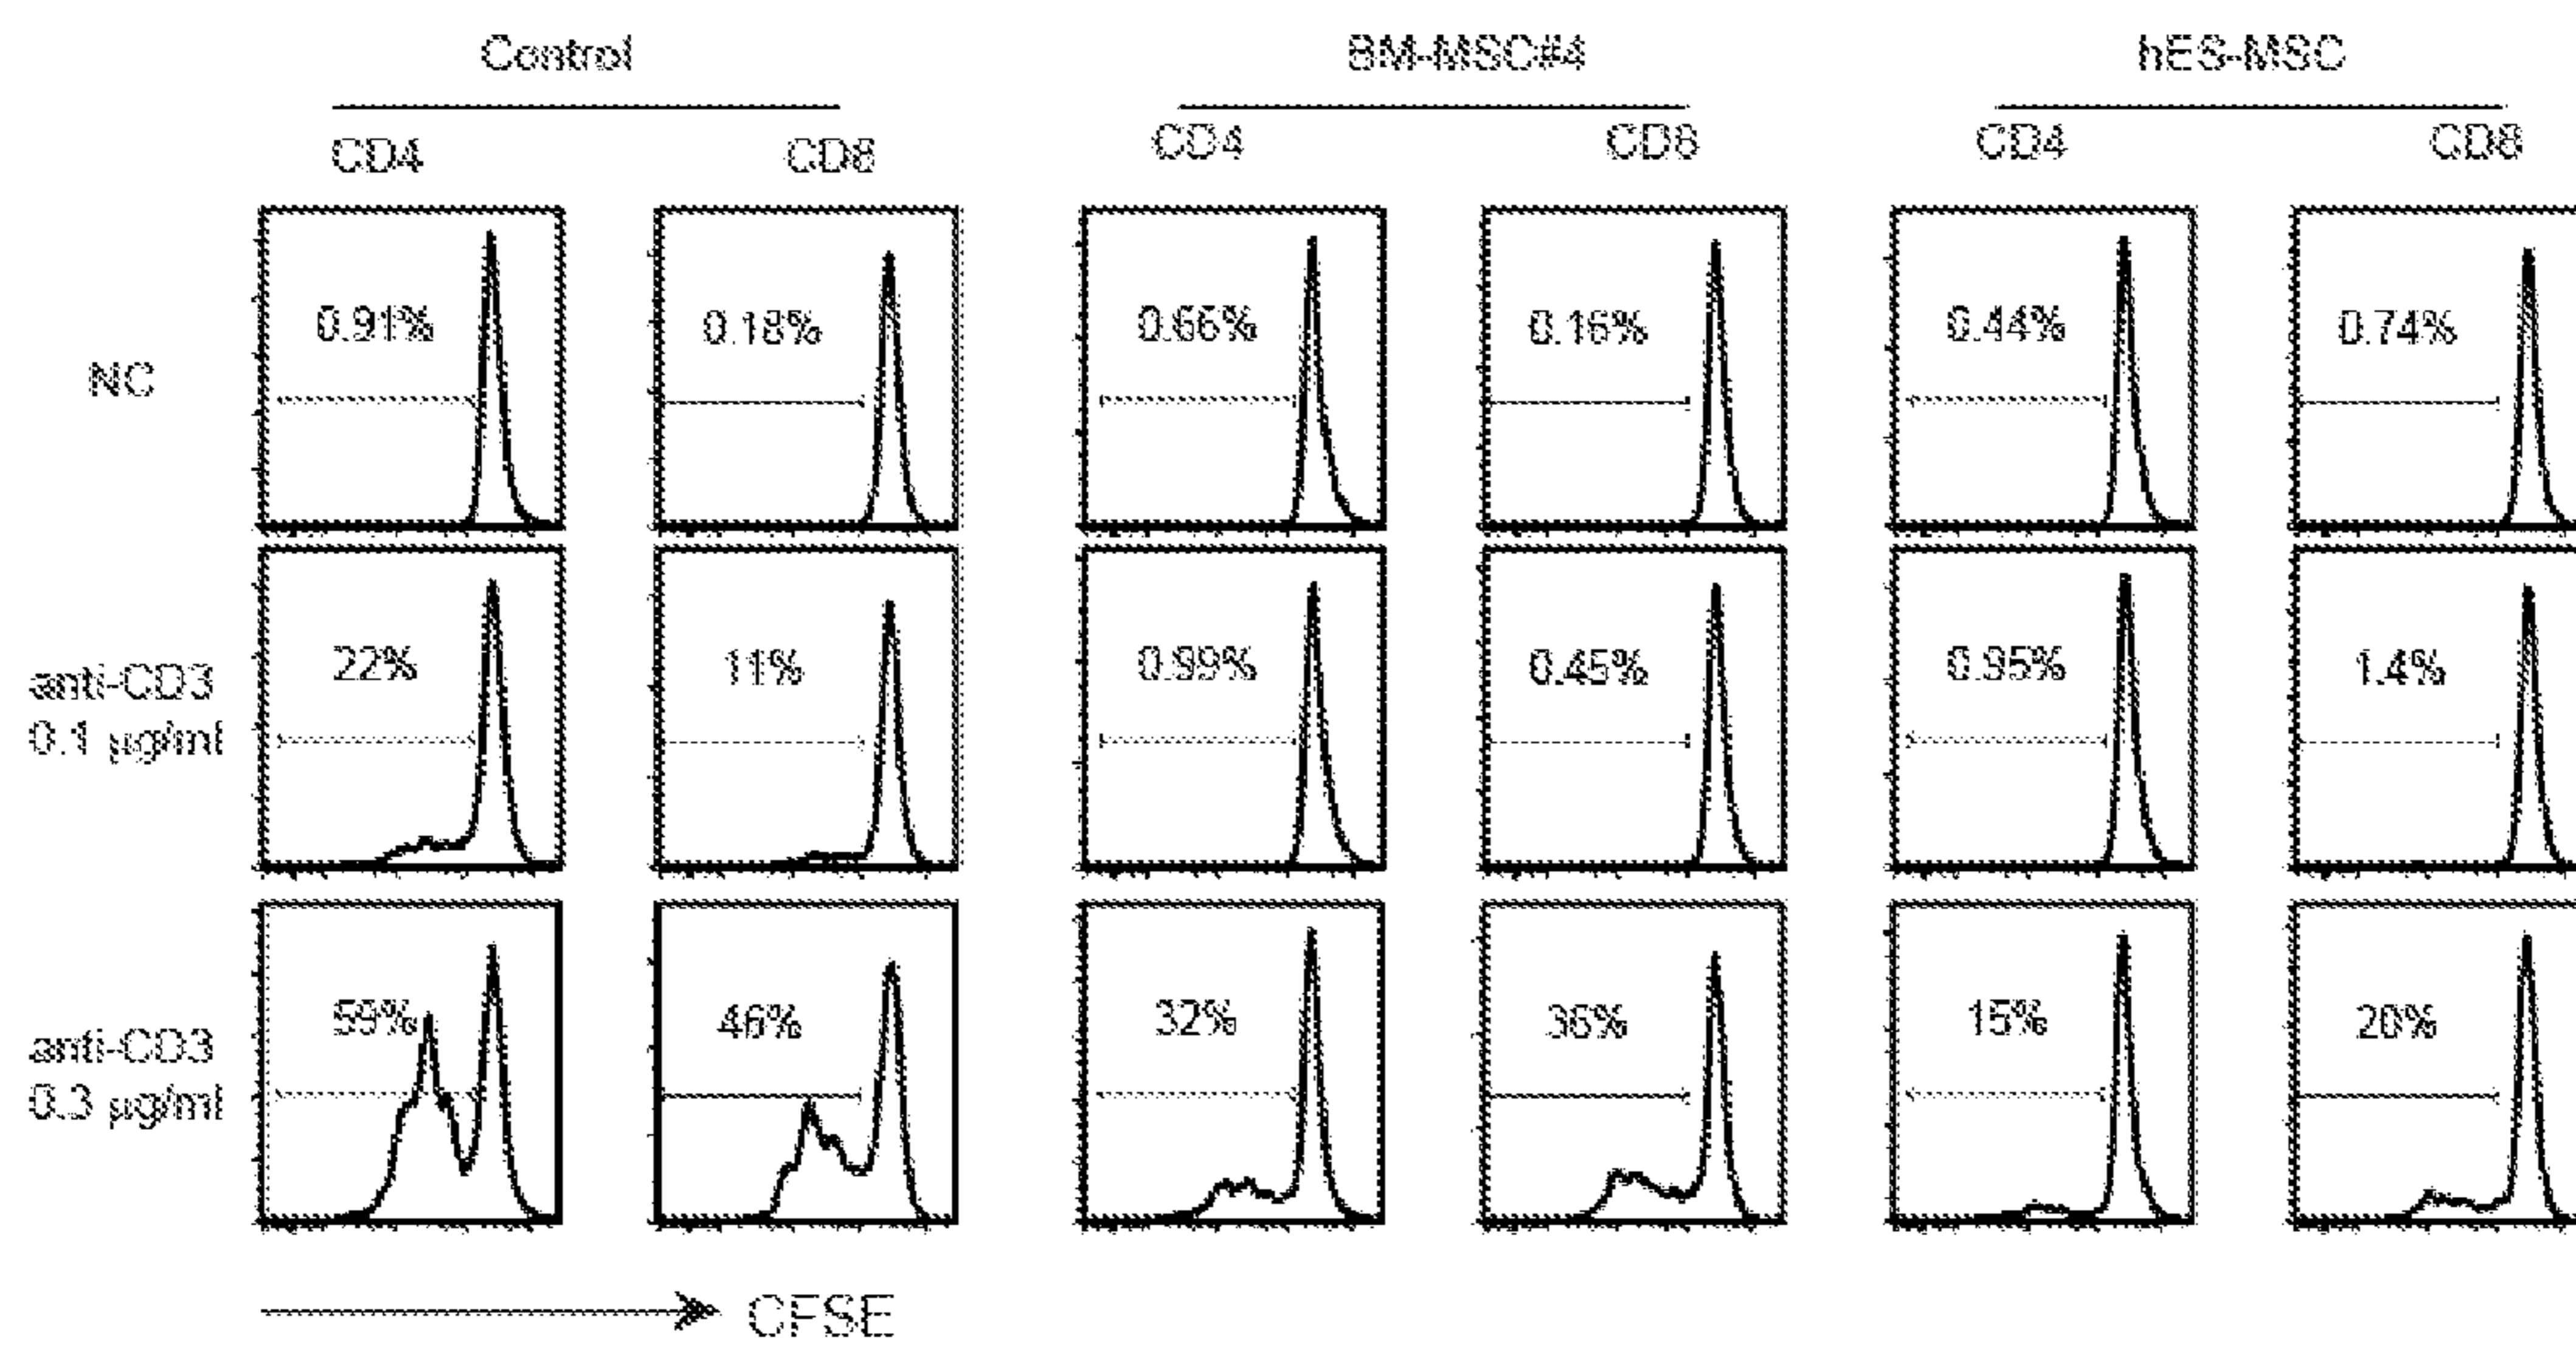 Control BM-MSC#4 hES-MSC
CD4 CD8 CD4 CD8 CD4 CD8
NC 0.91% 0.18% 0.66% 0.16% 0.44% 0.74%
anti-CD3
0.1 µg/ml
22% 11% 0.99% 0.45% 0.95% 1.4%
anti-CD3
0.3 µg/ml
59% 46% 32% 36% 15% 20%
CFSE